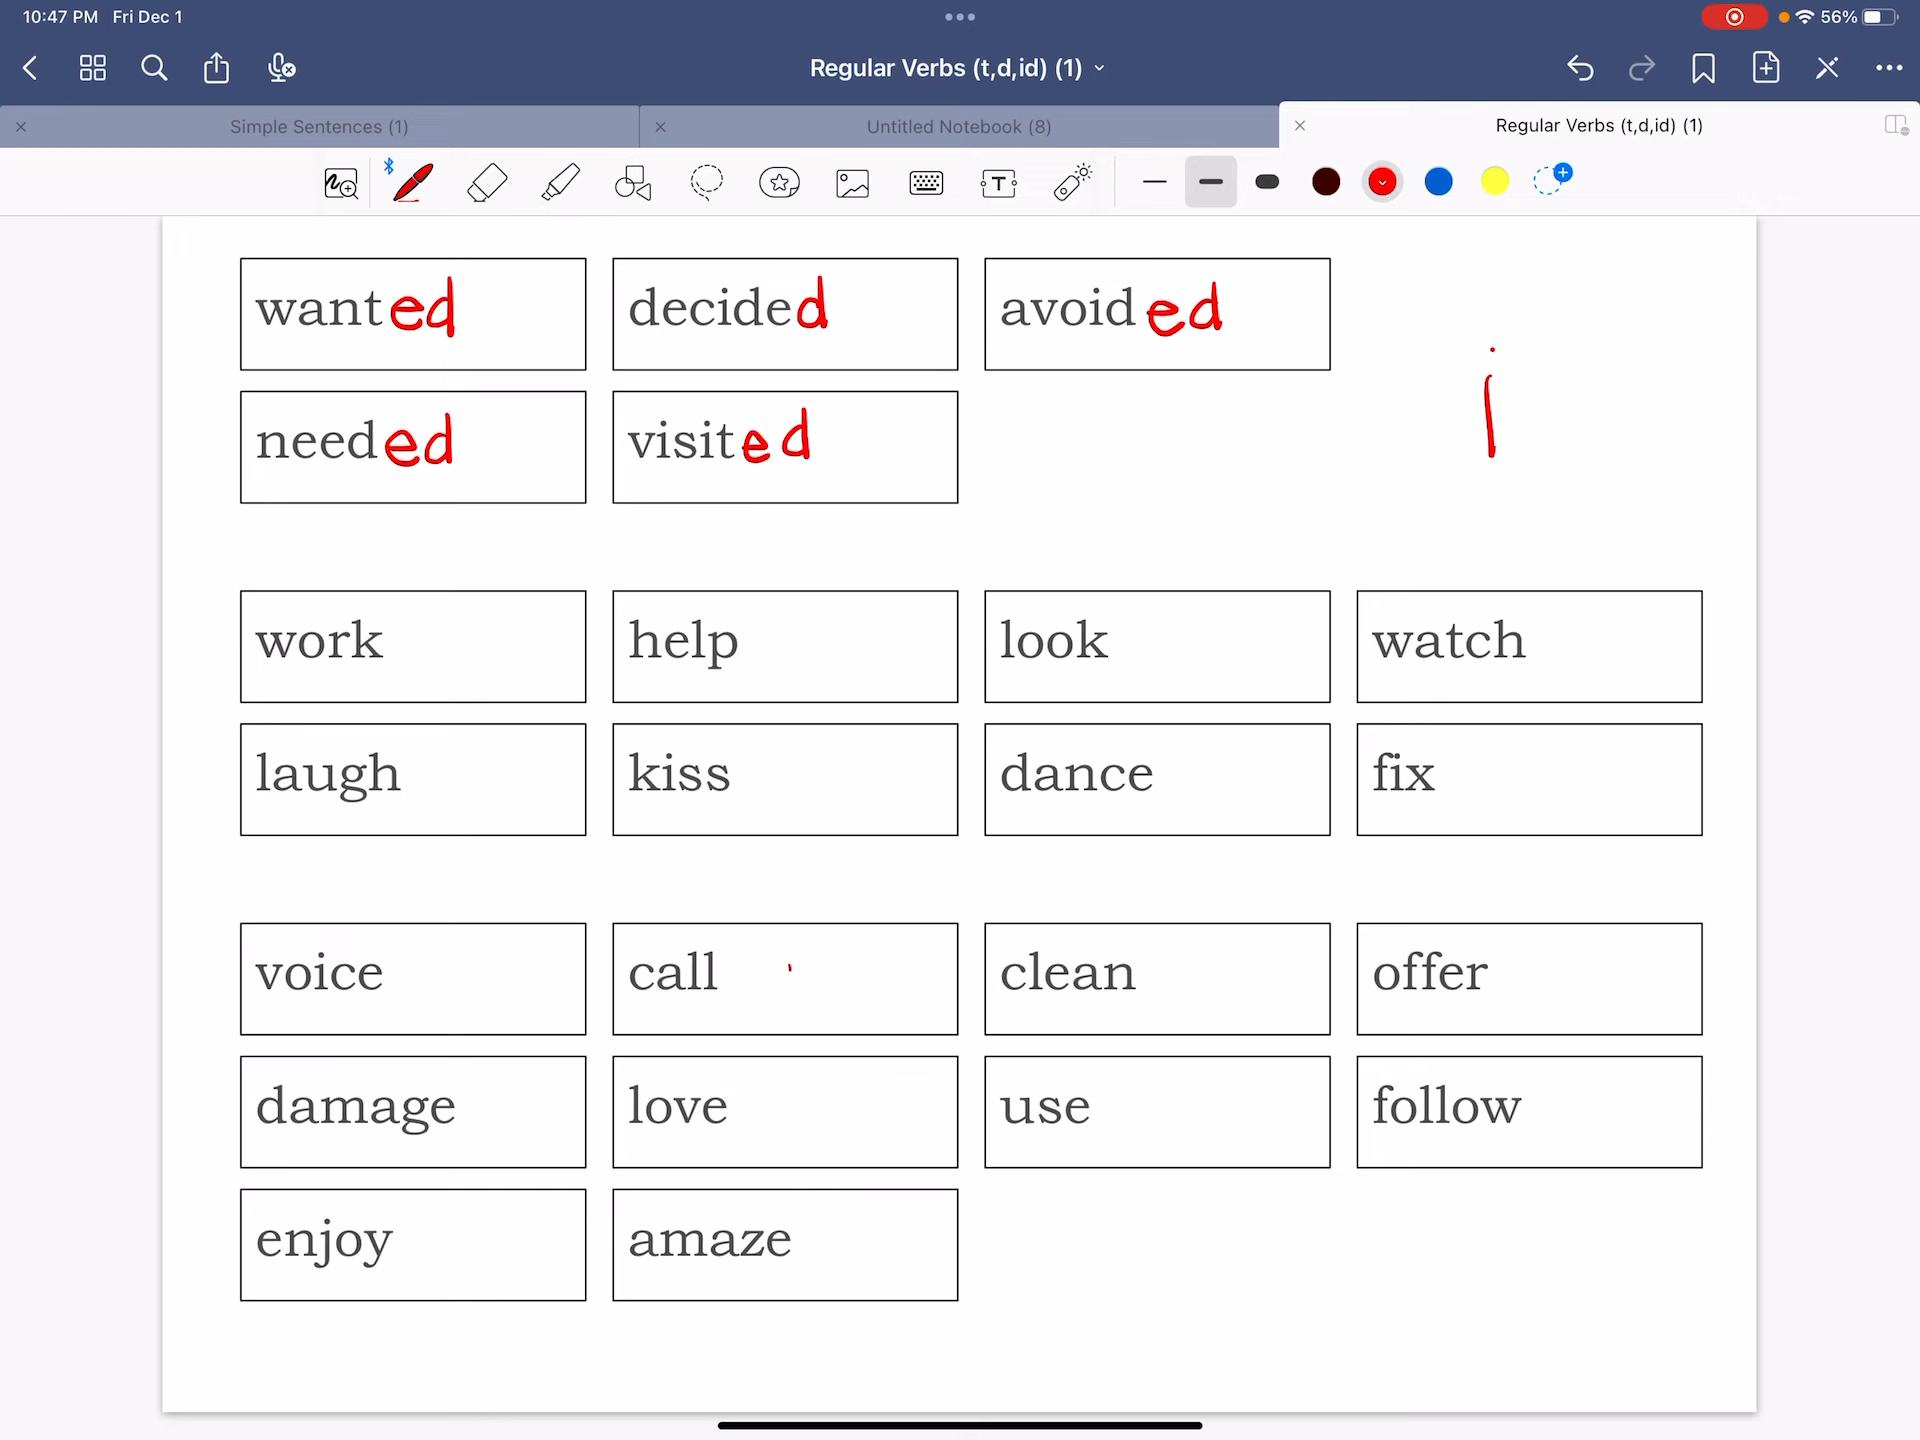 10:47 PM Fri Dec 1
56%
Regular Verbs (t,d,id) (1)
Simple Sentences (1) Untitled Notebook (8) Regular Verbs (t,d,id) (1)
T
wanted decided avoided
i
needed visited
work help look watch
laugh kiss dance fix
voice call clean offer
damage love use follow
enjoy amaze